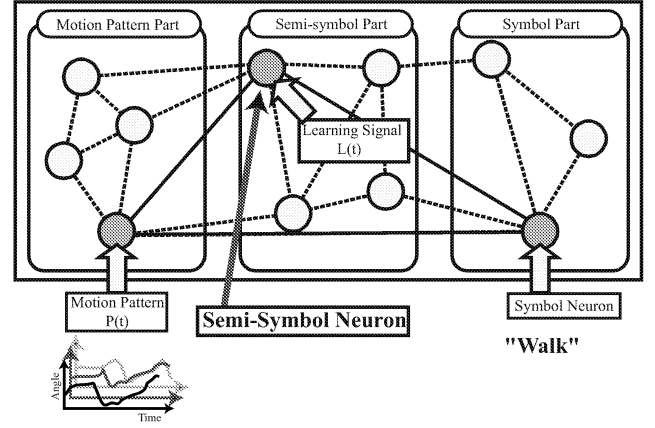 Motion Pattern Part
Semi-symbol Part
Symbol Part
Learning Signal
L(t)
Motion Pattern
P(t)
Semi-Symbol Neuron
Symbol Neuron
"Walk"
Angle
Time